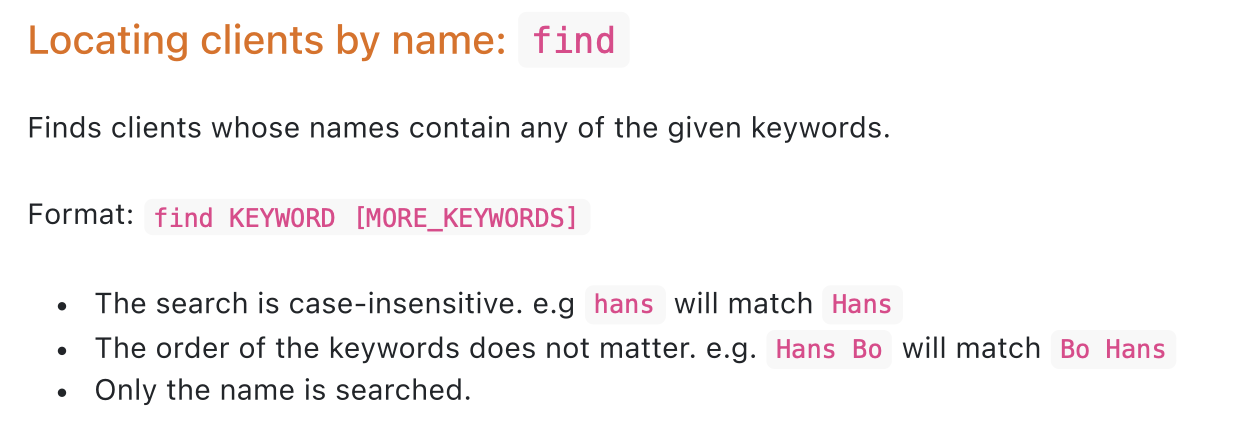 Locating clients by name: find
Finds clients whose names contain any of the given keywords.
Format: find KEYWORD [MORE_KEYWORDS]
• The search is case-insensitive. e.g hans will match Hans
• The order of the keywords does not matter. e.g. Hans Bo will match Bo Hans
• Only the name is searched.